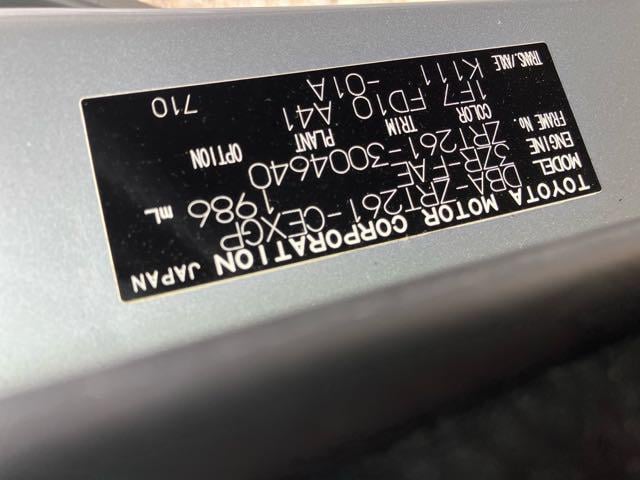 TOYOTA MOTOR CORPORATION JAPAN
MODEL DBA-ZRT261-CEXGP
ENGINE 3ZR-FAE 1986 mL
FRAME No. ZRT261-3004640
COLOR TRIM PLANT OPTION
1F7 FD10 A41
TRANS./AXLE K111 -01A 710